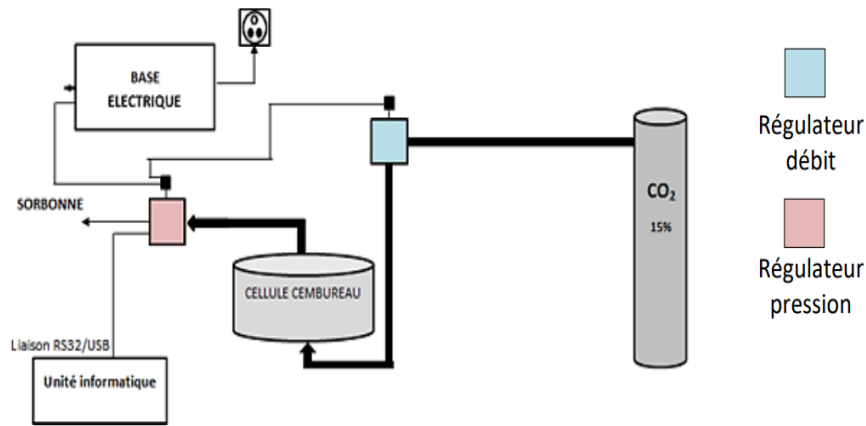 BASE
ELECTRIQUE
Régulateur
débit
CO₂
15%
SORBONNE
Régulateur
pression
CELLULE CEMBUREAU
Liaison RS32/USB
Unité informatique